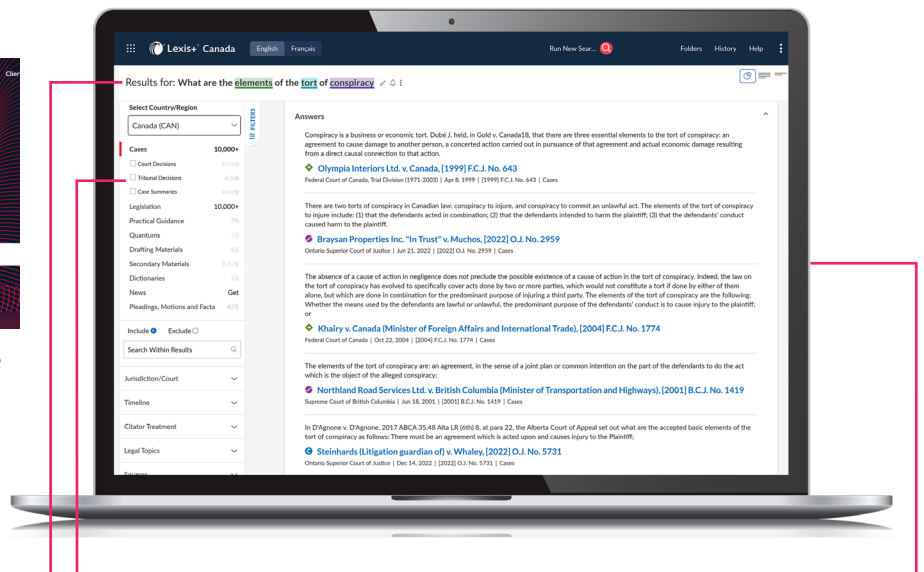 Clien
Lexis+ Canada English Français Run New Sear... Folders History Help
Results for: What are the elements of the tort of conspiracy
Select Country/Region
Canada (CAN)
FILTERS
Cases 10,000+
Court Decisions
Tribunal Decisions
Case Summaries
Legislation 10,000+
Practical Guidance
Quantums
Drafting Materials
Secondary Materials
Dictionaries
News Get
Pleadings, Motions and Facta
Include Exclude
Search Within Results
Jurisdiction/Court
Timeline
Citator Treatment
Legal Topics
Answers
Conspiracy is a business or economic tort. Dubé J. held, in Gold v. Canada18, that there are three essential elements to the tort of conspiracy: an
agreement to cause damage to another person, a concerted action carried out in pursuance of that agreement and actual economic damage resulting
from a direct causal connection to that action.
Olympia Interiors Ltd. v. Canada, [1999] F.C.J. No. 643
Federal Court of Canada, Trial Division (1971-2003) | Apr 8, 1999 | [1999] F.C.J. No. 643 | Cases
There are two torts of conspiracy in Canadian law: conspiracy to injure, and conspiracy to commit an unlawful act. The elements of the tort of conspiracy
to injure include: (1) that the defendants acted in combination; (2) that the defendants intended to harm the plaintiff; (3) that the defendants' conduct
caused harm to the plaintiff.
Braysan Properties Inc. "In Trust" v. Muchos, [2022] O.J. No. 2959
Ontario Superior Court of Justice | Jun 21, 2022 | [2022] O.J. No. 2959 | Cases
The absence of a cause of action in negligence does not preclude the possible existence of a cause of action in the tort of conspiracy. Indeed, the law on
the tort of conspiracy has evolved to specifically cover acts done by two or more parties, which would not constitute a tort if done by either of them
alone, but which are done in combination for the predominant purpose of injuring a third party. The elements of the tort of conspiracy are the following:
Whether the means used by the defendants are lawful or unlawful, the predominant purpose of the defendants' conduct is to cause injury to the plaintiff;
or
Khairy v. Canada (Minister of Foreign Affairs and International Trade), [2004] F.C.J. No. 1774
Federal Court of Canada | Oct 22, 2004 | [2004] F.C.J. No. 1774 | Cases
The elements of the tort of conspiracy are: an agreement, in the sense of a joint plan or common intention on the part of the defendants to do the act
which is the object of the alleged conspiracy;
Northland Road Services Ltd. v. British Columbia (Minister of Transportation and Highways), [2001] B.C.J. No. 1419
Supreme Court of British Columbia | Jun 18, 2001 | [2001] B.C.J. No. 1419 | Cases
In D'Agnone v. D'Agnone, 2017 ABCA 35,48 Alta LR (6th) 8, at para 22, the Alberta Court of Appeal set out what are the accepted basic elements of the
tort of conspiracy as follows: There must be an agreement which is acted upon and causes injury to the Plaintiff;
Steinhards (Litigation guardian of) v. Whaley, [2022] O.J. No. 5731
Ontario Superior Court of Justice | Dec 14, 2022 | [2022] O.J. No. 5731 | Cases